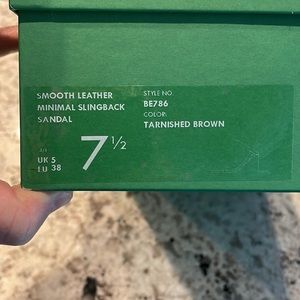 SMOOTH LEATHER
MINIMAL SLINGBACK
SANDAL
STYLE NO.
BE786
COLOR:
TARNISHED BROWN
7 1/2
UK 5
EU 38